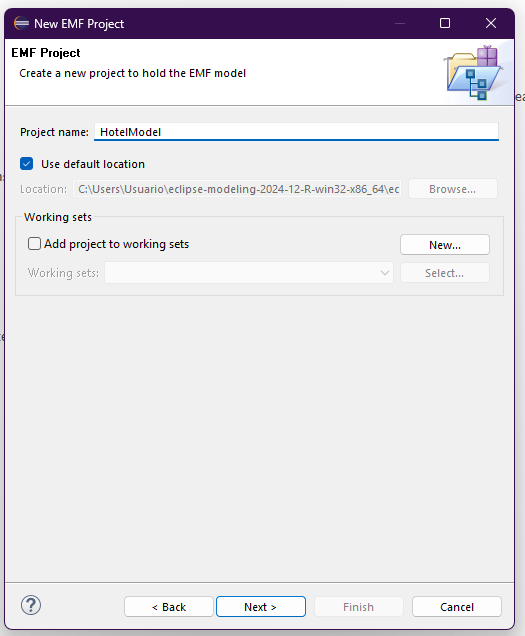 New EMF Project
EMF Project
Create a new project to hold the EMF model
Project name: HotelModel
Use default location
Location: C:\Users\Usuario\eclipse-modeling-2024-12-R-win32-x86_64\ec Browse...
Working sets
Add project to working sets New...
Working sets: Select...
? < Back Next > Finish Cancel